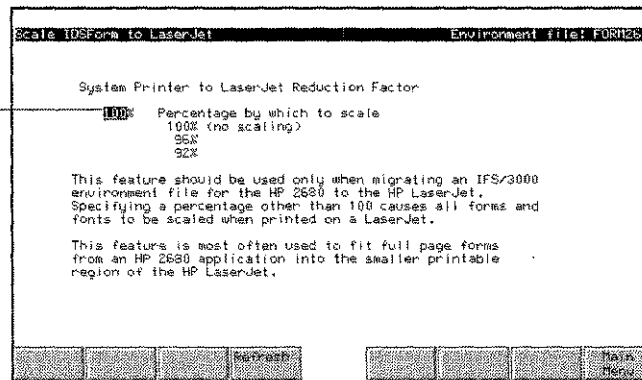 Scale IDSForm to LaserJet Environment file: FORM26
System Printer to LaserJet Reduction Factor
100% Percentage by which to scale
100% (no scaling)
96%
92%
This feature should be used only when migrating an IFS/3000
environment file for the HP 2680 to the HP LaserJet.
Specifying a percentage other than 100 causes all forms and
fonts to be scaled when printed on a LaserJet.
This feature is most often used to fit full page forms
from an HP 2680 application into the smaller printable
region of the HP LaserJet.
Refresh Main
Menu